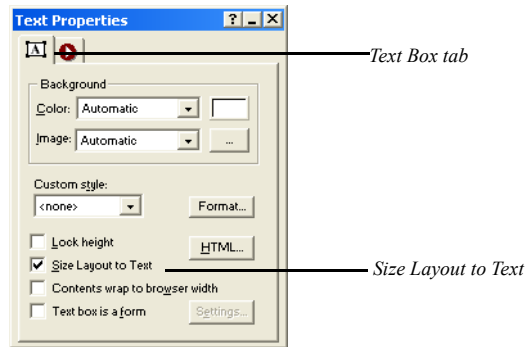 Text Properties
A
Text Box tab
Background
Color: Automatic
Image: Automatic ...
Custom style:
<none> Format...
Lock height
HTML...
Size Layout to Text
Size Layout to Text
Contents wrap to browser width
Text box is a form Settings...